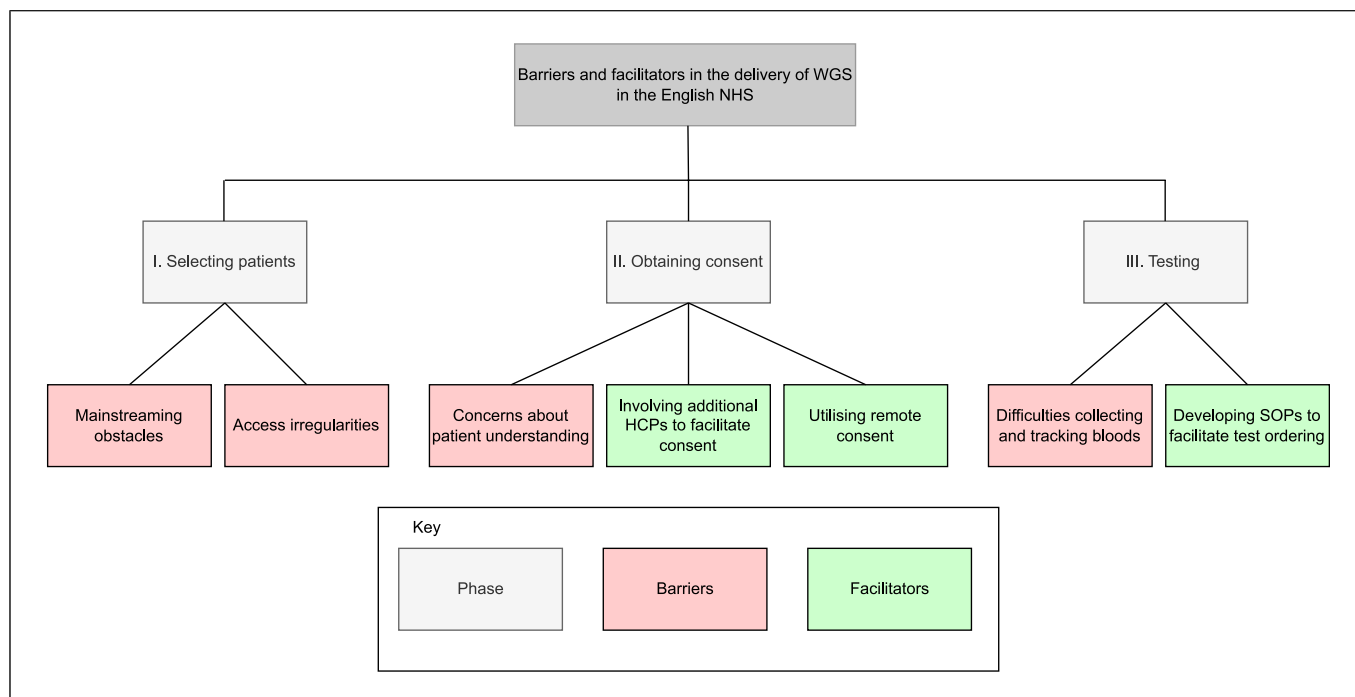 Barriers and facilitators in the delivery of WGS
in the English NHS
I. Selecting patients
II. Obtaining consent
III. Testing
Mainstreaming
obstacles
Access irregularities
Concerns about
patient understanding
Involving additional
HCPs to facilitate
consent
Utilising remote
consent
Difficulties collecting
and tracking bloods
Developing SOPs to
facilitate test ordering
Key
Phase
Barriers
Facilitators